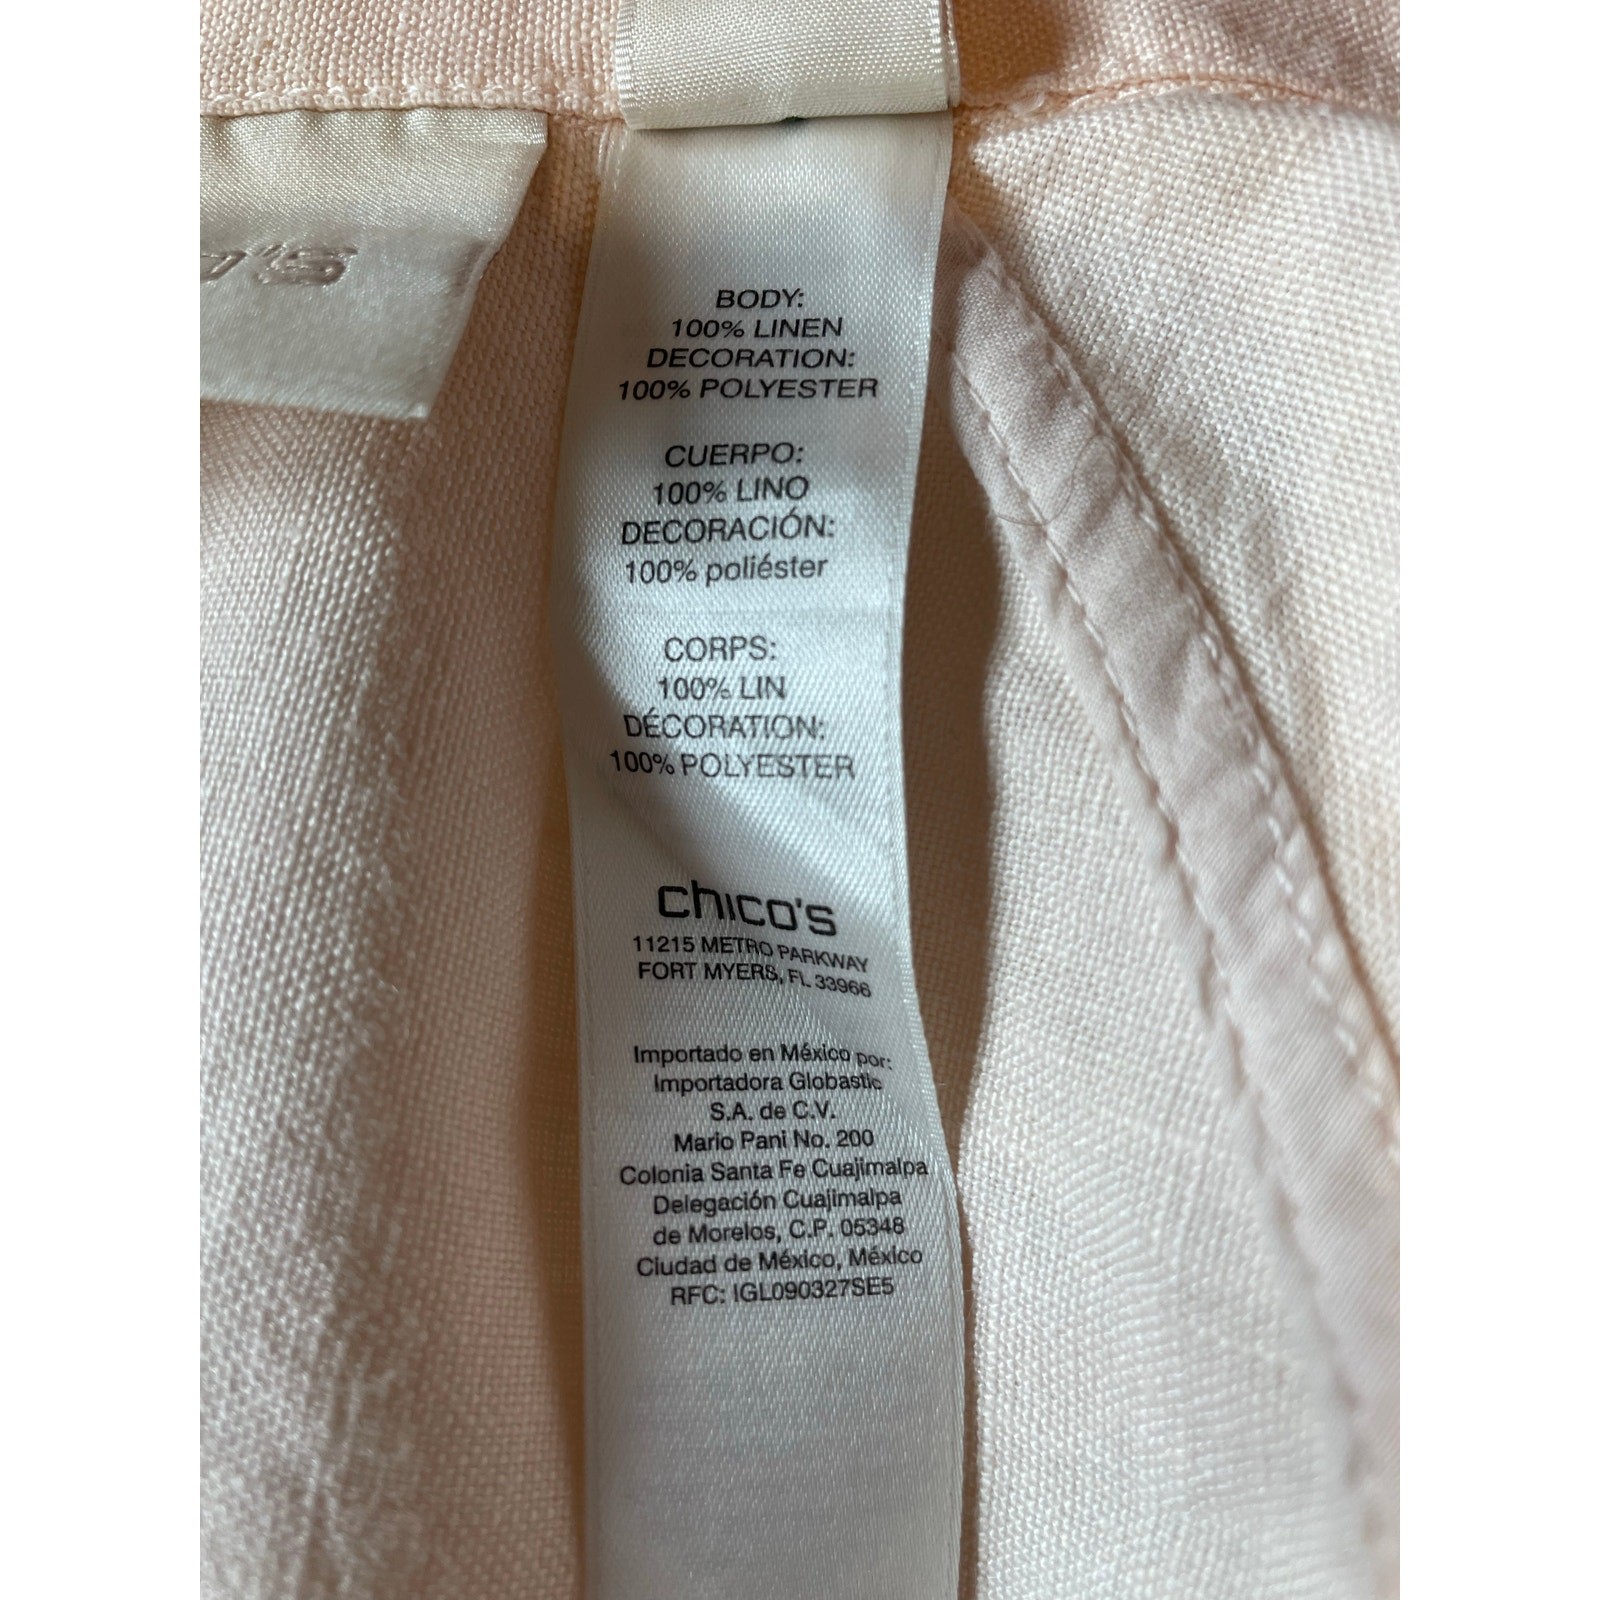 o's
BODY:
100% LINEN
DECORATION:
100% POLYESTER
CUERPO:
100% LINO
DECORACIÓN:
100% poliéster
CORPS:
100% LIN
DÉCORATION:
100% POLYESTER
chico's
11215 METRO PARKWAY
FORT MYERS, FL 33966
Importado en México por:
Importadora Globastic
S.A. de C.V.
Mario Pani No. 200
Colonia Santa Fe Cuajimalpa
Delegación Cuajimalpa
de Morelos, C.P. 05348
Ciudad de México, México
RFC: IGL090327SE5